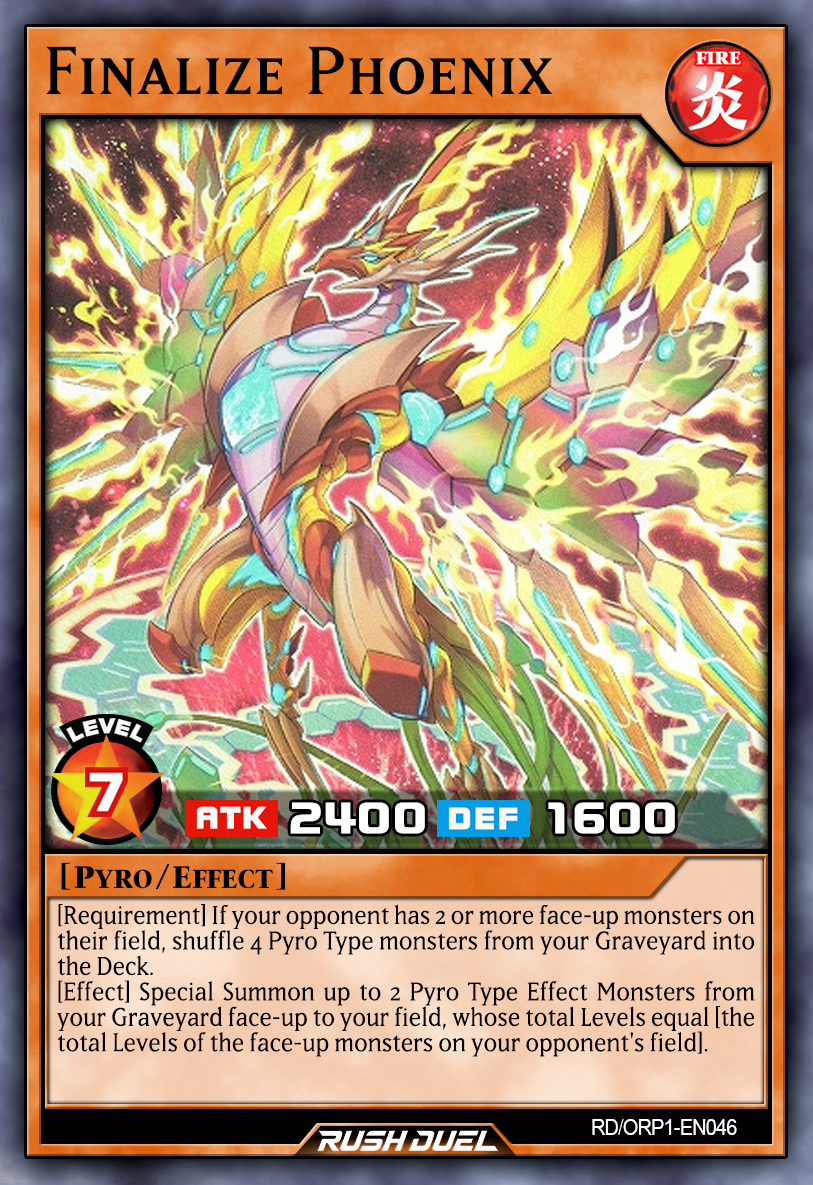 Finalize Phoenix
FIRE
炎
LEVEL
7
ATK 2400 DEF 1600
[Pyro/Effect]
[Requirement] If your opponent has 2 or more face-up monsters on
their field, shuffle 4 Pyro Type monsters from your Graveyard into
the Deck.
[Effect] Special Summon up to 2 Pyro Type Effect Monsters from
your Graveyard face-up to your field, whose total Levels equal [the
total Levels of the face-up monsters on your opponent's field].
RUSH DUEL
RD/ORP1-EN046